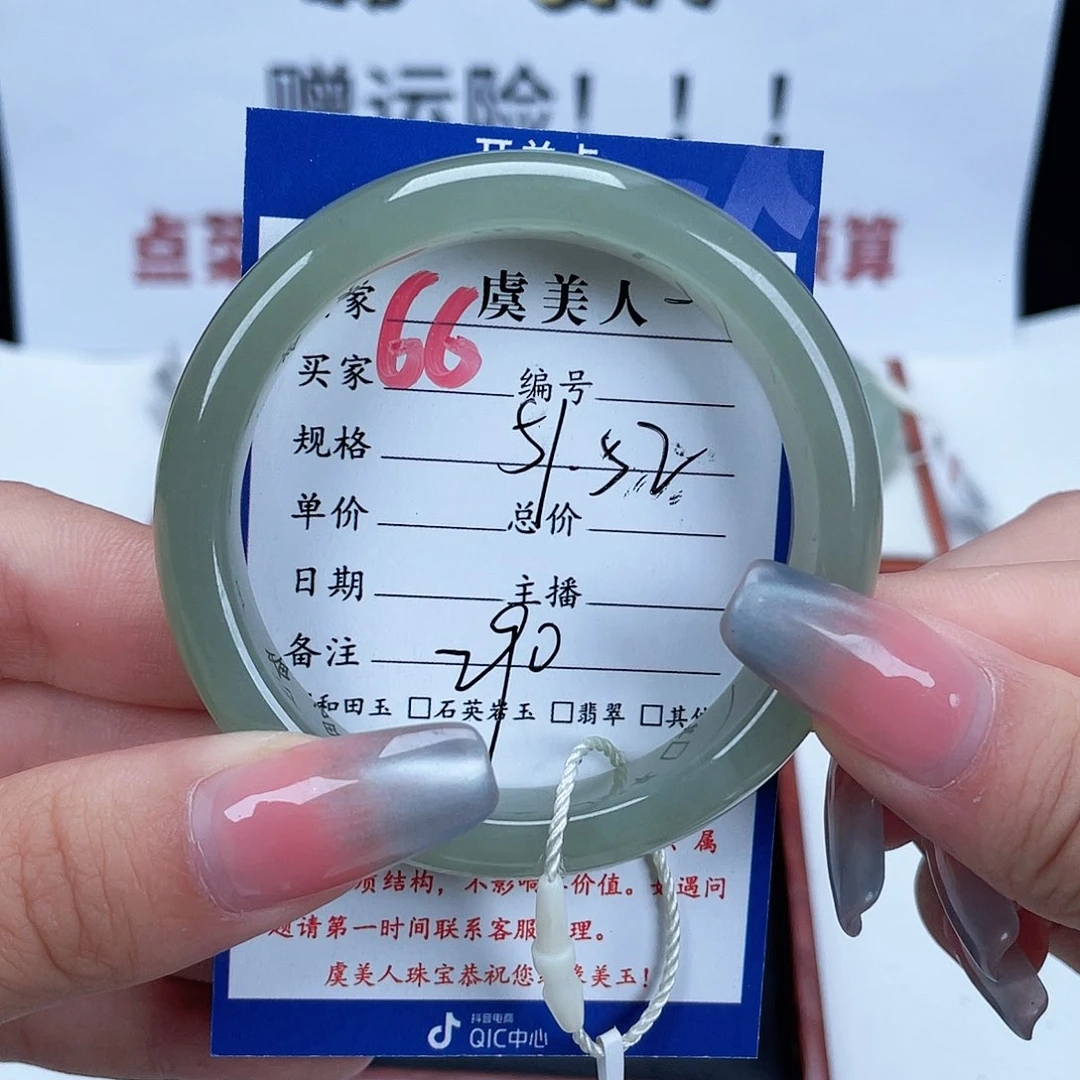 赠运险！！！
点菜
预算
家 虞美人
66
买家 编号
规格 51.52
单价 总价
日期 主播
备注 290
和田玉 □石英岩玉 □翡翠 □其他
、属
质结构，不影响 价值。如遇问
题请第一时间联系客服 理。
虞美人珠宝恭祝您 美玉！
抖音电商
QIC中心